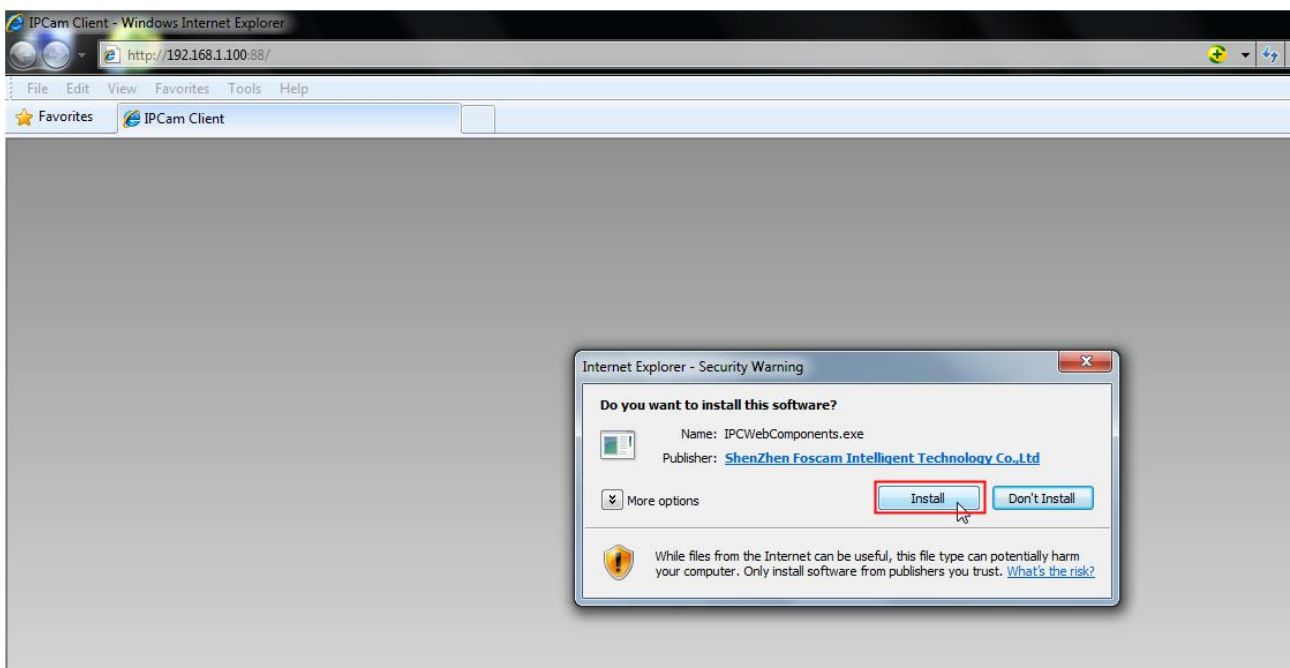 IPCam Client - Windows Internet Explorer
http://192.168.1.100:88/
File Edit View Favorites Tools Help
Favorites IPCam Client
Internet Explorer - Security Warning
Do you want to install this software?
Name: IPCWebComponents.exe
Publisher: ShenZhen Foscam Intelligent Technology Co.,Ltd
More options Install Don't Install
While files from the Internet can be useful, this file type can potentially harm
your computer. Only install software from publishers you trust. What's the risk?